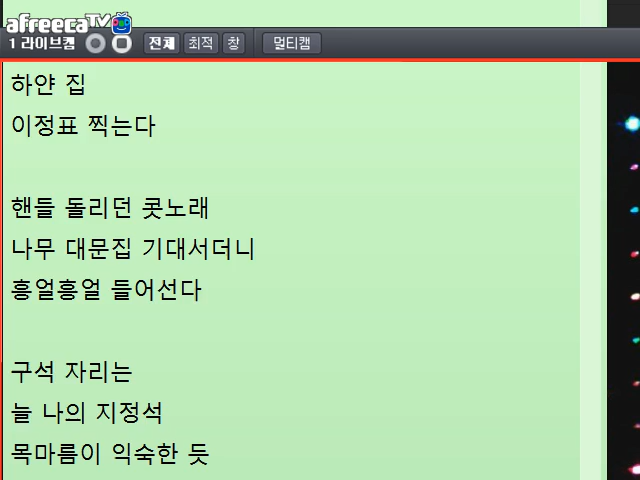 afreecaTV
1 라이브캠 전체 최적 창 멀티캠
하얀 집
이정표 찍는다
핸들 돌리던 콧노래
나무 대문집 기대서더니
흥얼흥얼 들어선다
구석 자리는
늘 나의 지정석
목마름이 익숙한 듯